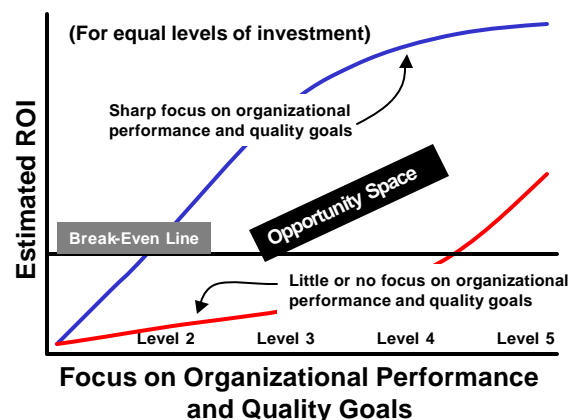 (For equal levels of investment)
Sharp focus on organizational
performance and quality goals
Estimated ROI
Opportunity Space
Break-Even Line
Little or no focus on organizational
performance and quality goals
Level 2
Level 3
Level 4
Level 5
Focus on Organizational Performance
and Quality Goals